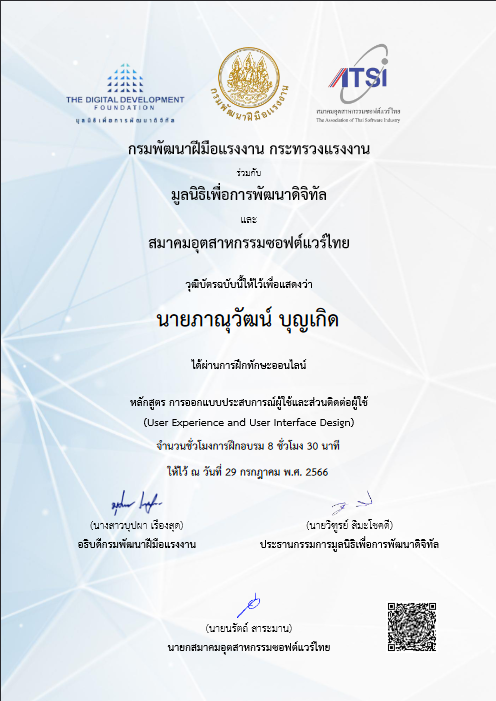 THE DIGITAL DEVELOPMENT
FOUNDATION
มูลนิธิเพื่อการพัฒนาดิจิทัล
กรมพัฒนาฝีมือแรงงาน
ATSI
สมาคมอุตสาหกรรมซอฟต์แวร์ไทย
The Association of Thai Software Industry
กรมพัฒนาฝีมือแรงงาน กระทรวงแรงงาน
ร่วมกับ
มูลนิธิเพื่อการพัฒนาดิจิทัล
และ
สมาคมอุตสาหกรรมซอฟต์แวร์ไทย
วุฒิบัตรฉบับนี้ให้ไว้เพื่อแสดงว่า
นายภาณุวัฒน์ บุญเกิด
ได้ผ่านการฝึกทักษะออนไลน์
หลักสูตร การออกแบบประสบการณ์ผู้ใช้และส่วนติดต่อผู้ใช้
(User Experience and User Interface Design)
จำนวนชั่วโมงการฝึกอบรม 8 ชั่วโมง 30 นาที
ให้ไว้ ณ วันที่ 29 กรกฎาคม พ.ศ. 2566
(นางสาวบุปผา เรืองสุด)
(นายวิฑูรย์ สิมะโชคดี)
อธิบดีกรมพัฒนาฝีมือแรงงาน
ประธานกรรมการมูลนิธิเพื่อการพัฒนาดิจิทัล
(นายนรัตถ์ สาระมาน)
นายกสมาคมอุตสาหกรรมซอฟต์แวร์ไทย